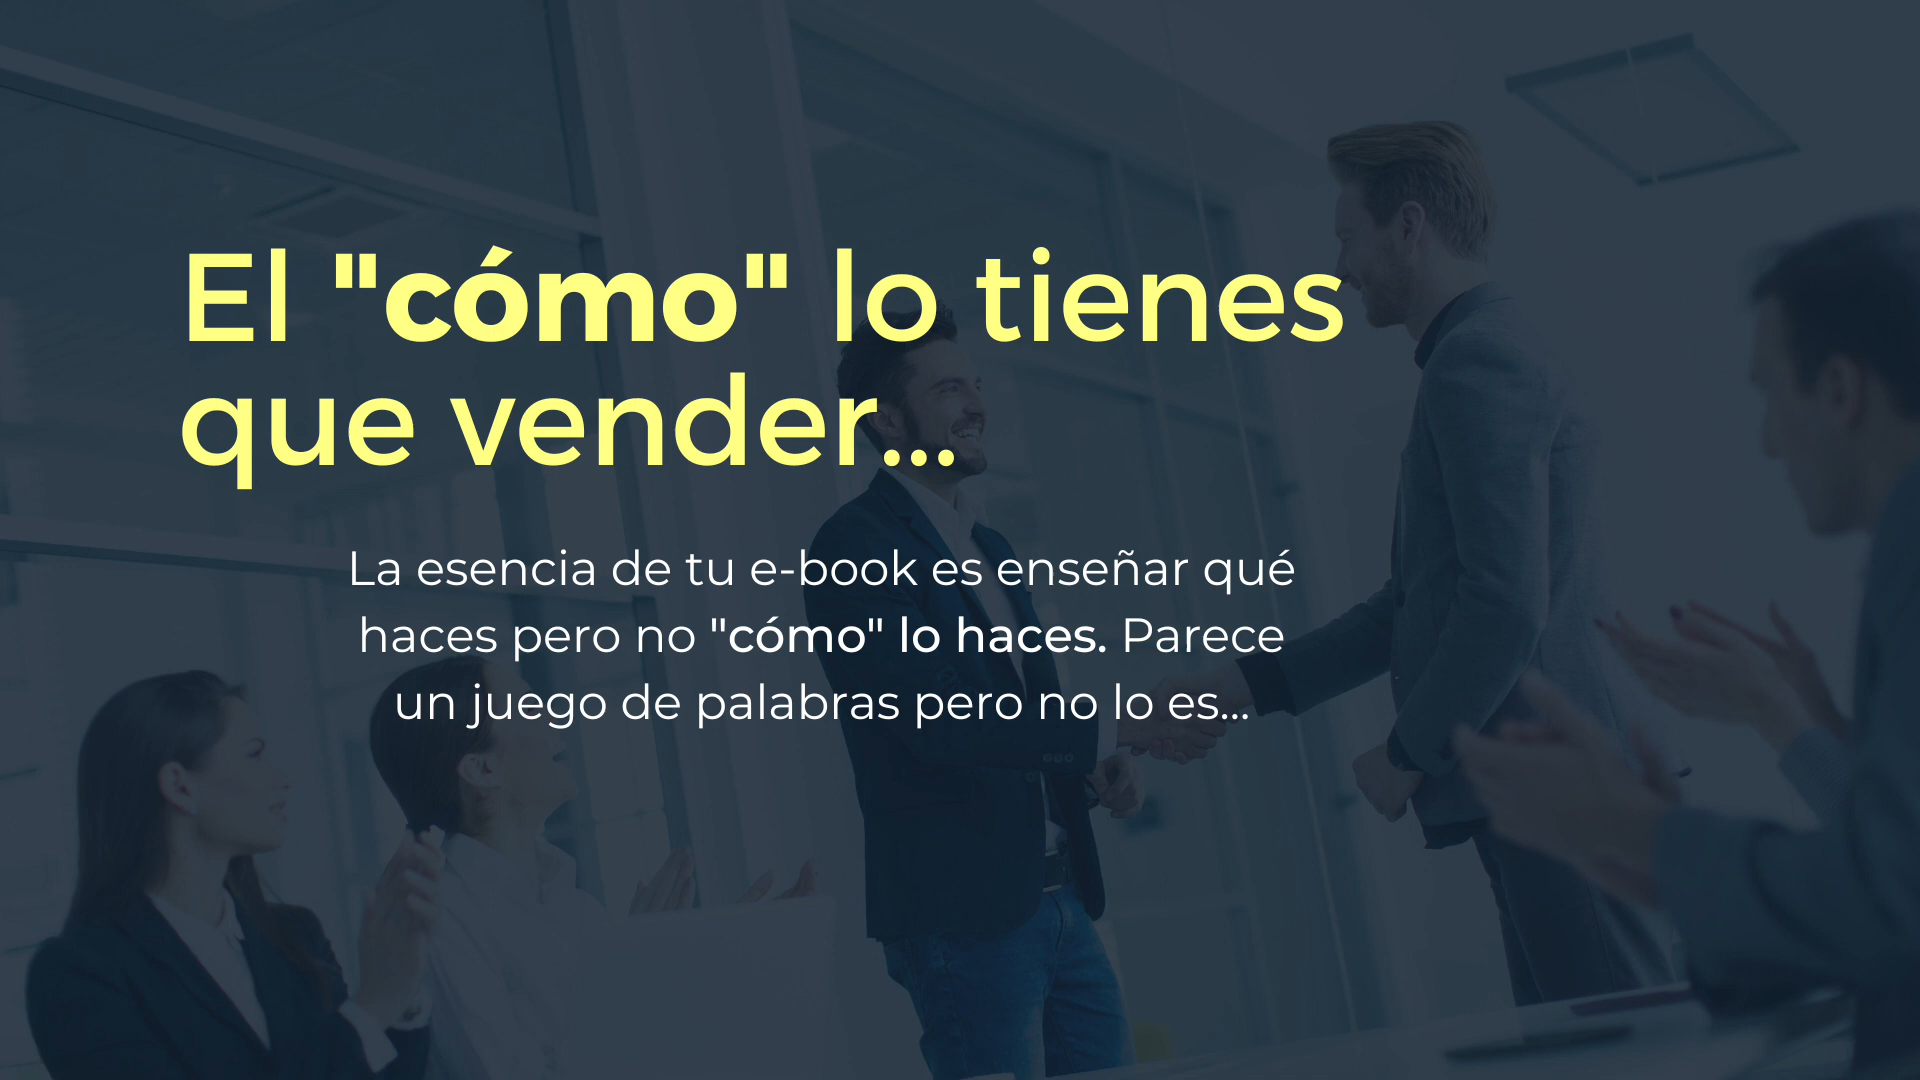 El "cómo" lo tienes
que vender...
La esencia de tu e-book es enseñar qué
haces pero no "cómo" lo haces. Parece
un juego de palabras pero no lo es...